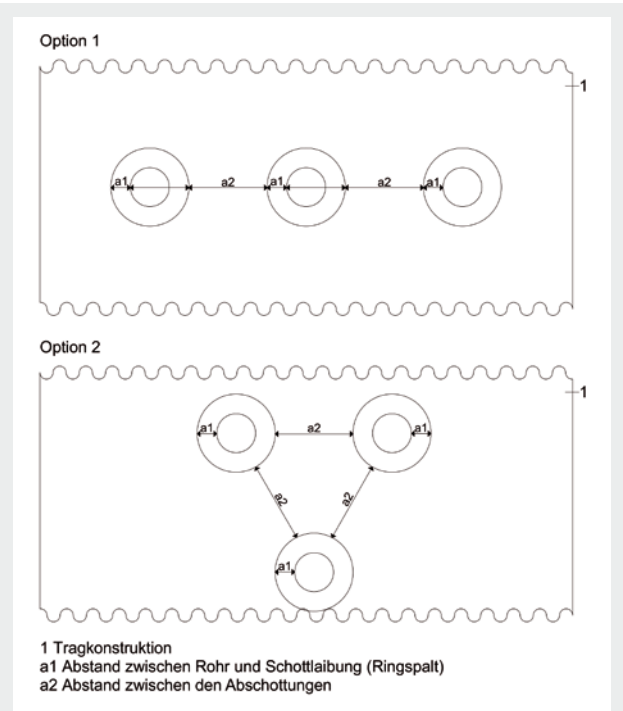 Option 1
1
a1 a2 a1 a2 a1
Option 2
1
a1 a2 a1
a2 a2
a1
1 Tragkonstruktion
a1 Abstand zwischen Rohr und Schottlaibung (Ringspalt)
a2 Abstand zwischen den Abschottungen